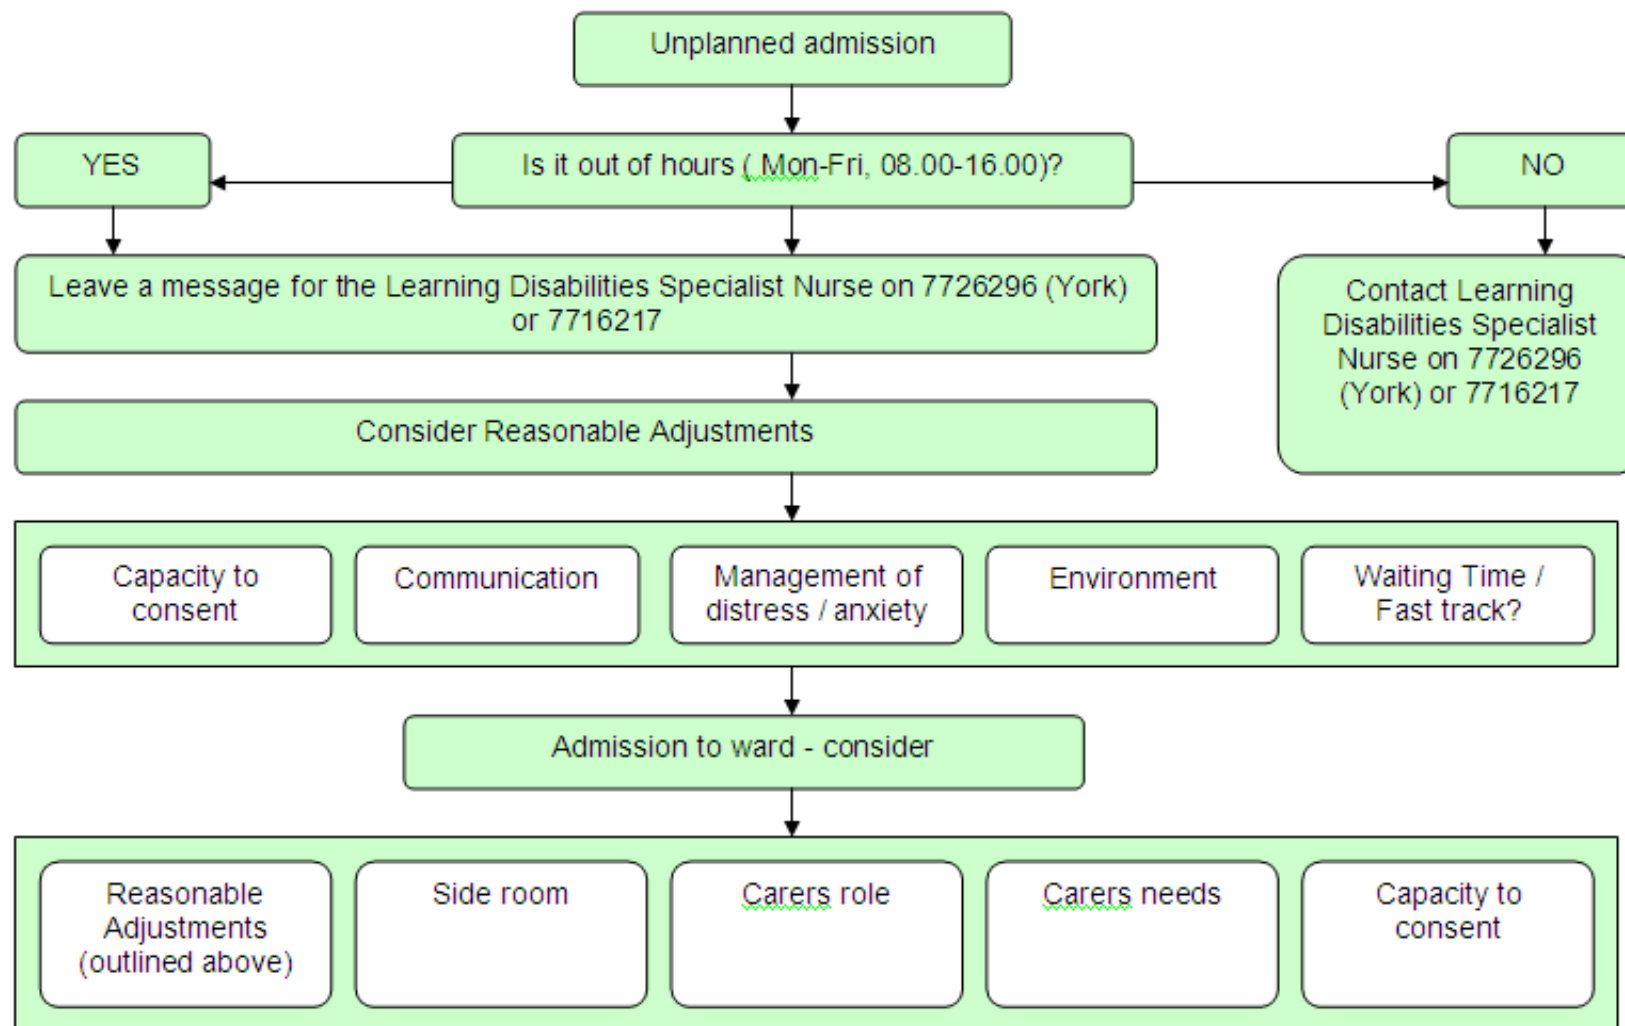 Unplanned admission
YES
Is it out of hours ( Mon-Fri, 08.00-16.00)?
NO
Leave a message for the Learning Disabilities Specialist Nurse on 7726296 (York)
or 7716217
Contact Learning
Disabilities Specialist
Nurse on 7726296
(York) or 7716217
Consider Reasonable Adjustments
Capacity to
consent
Communication
Management of
distress / anxiety
Environment
Waiting Time /
Fast track?
Admission to ward - consider
Reasonable
Adjustments
(outlined above)
Side room
Carers role
Carers needs
Capacity to
consent